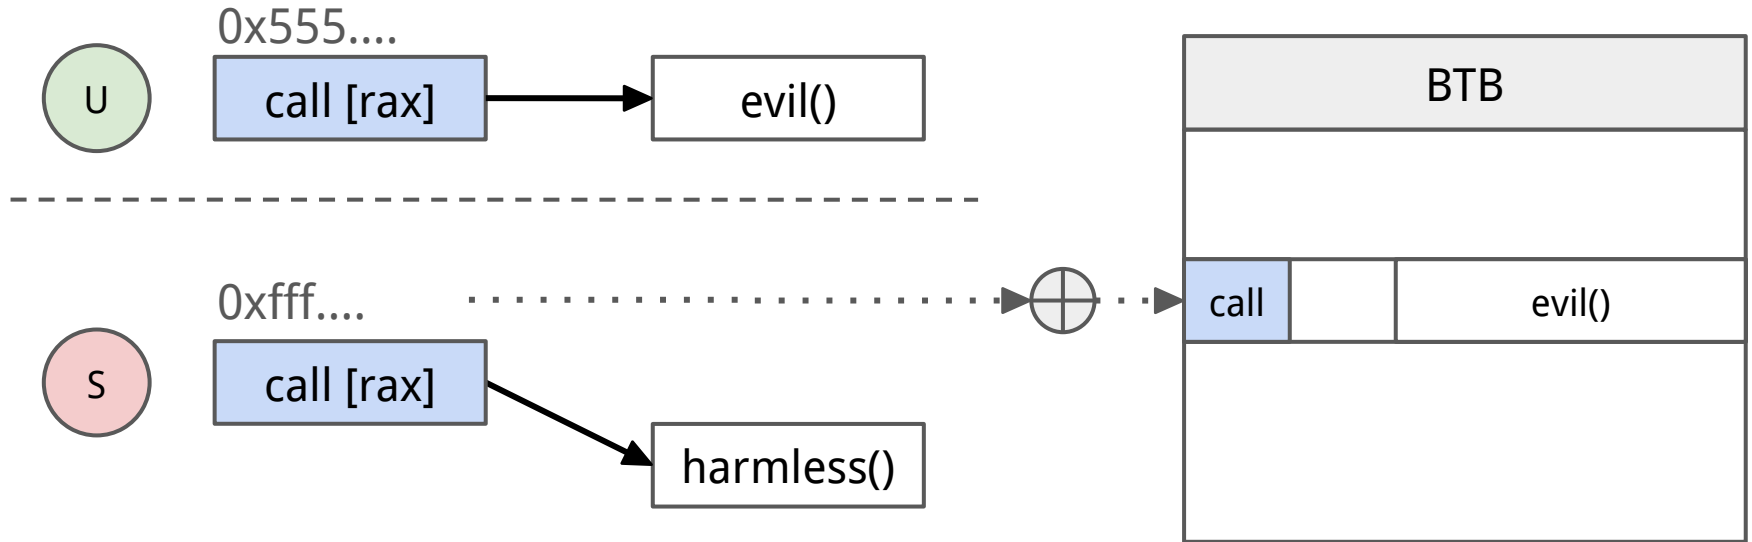 0x555....
U
call [rax]
evil()
BTB
0xfff....
call
evil()
S
call [rax]
harmless()